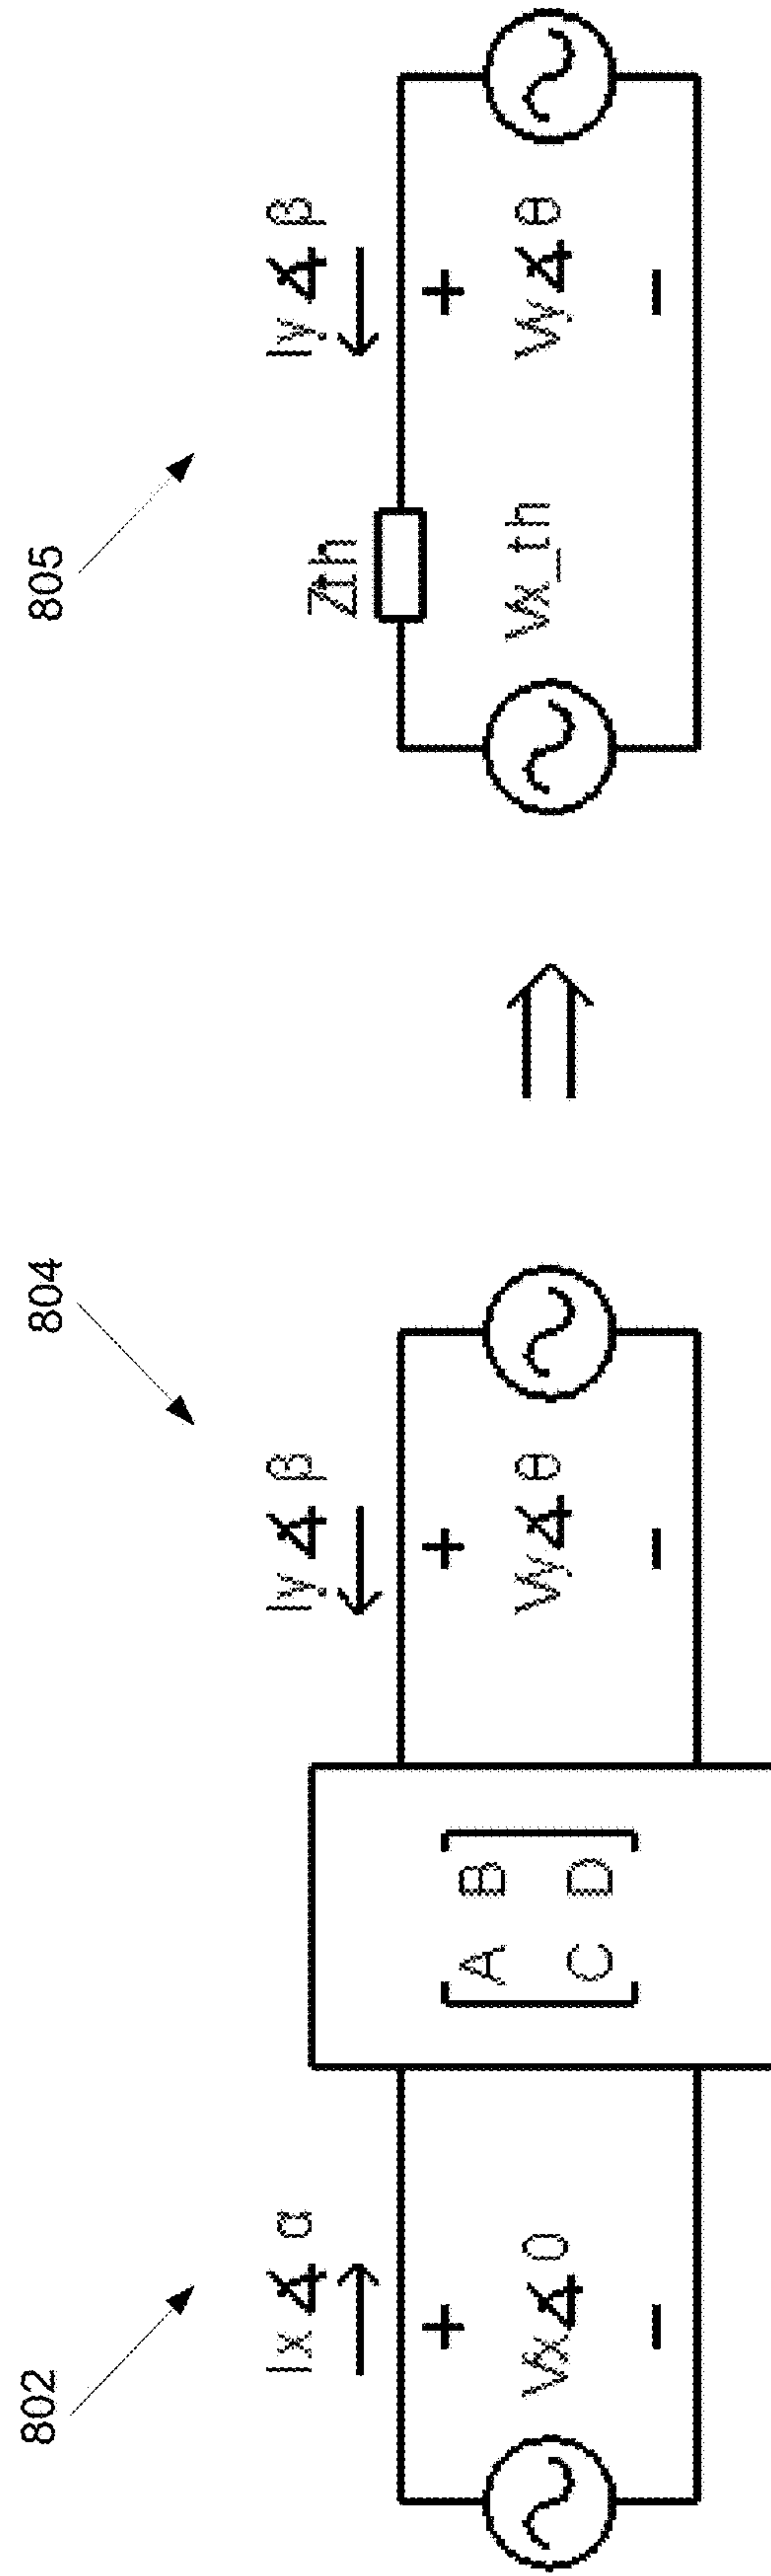 802
804
805
Ix∡α
Iy∡β
Zth
Iy∡β
+
+
+
A B
Vx∡0
Vy∡θ
Vx_th
Vy∡θ
C D
−
−
−